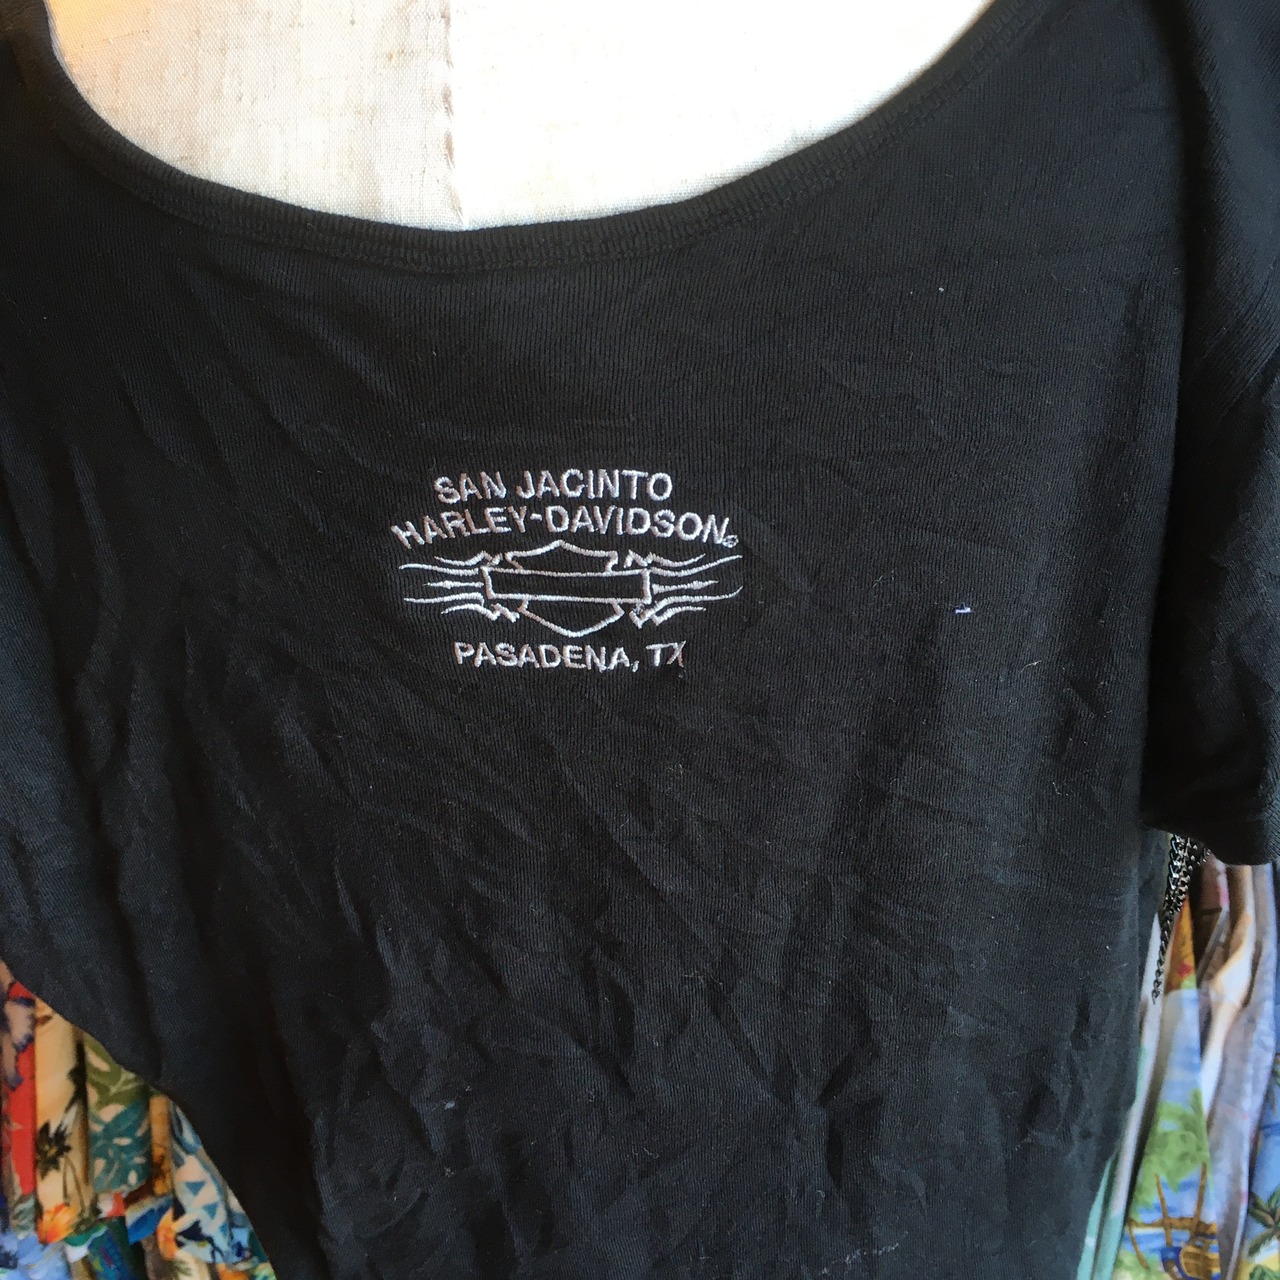 SAN JACINTO
HARLEY-DAVIDSON®
PASADENA, TX